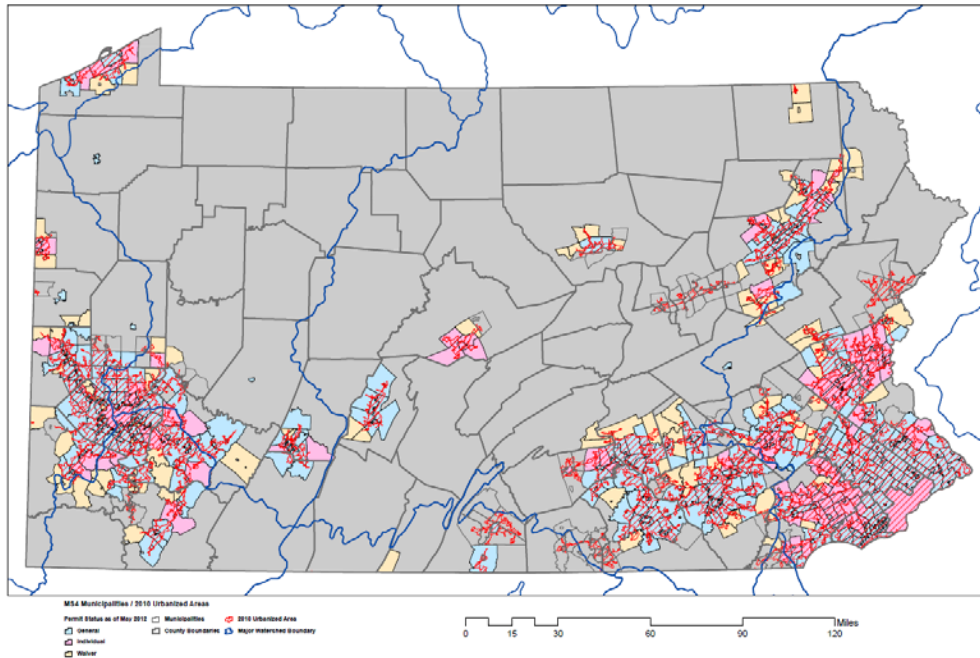 MS4 Municipalities / 2010 Urbanized Areas
Permit Status as of May 2012 Municipalities 2010 Urbanized Area
General County Boundaries Major Watershed Boundary
Individual
Waiver
0 15 30 60 90 120 Miles